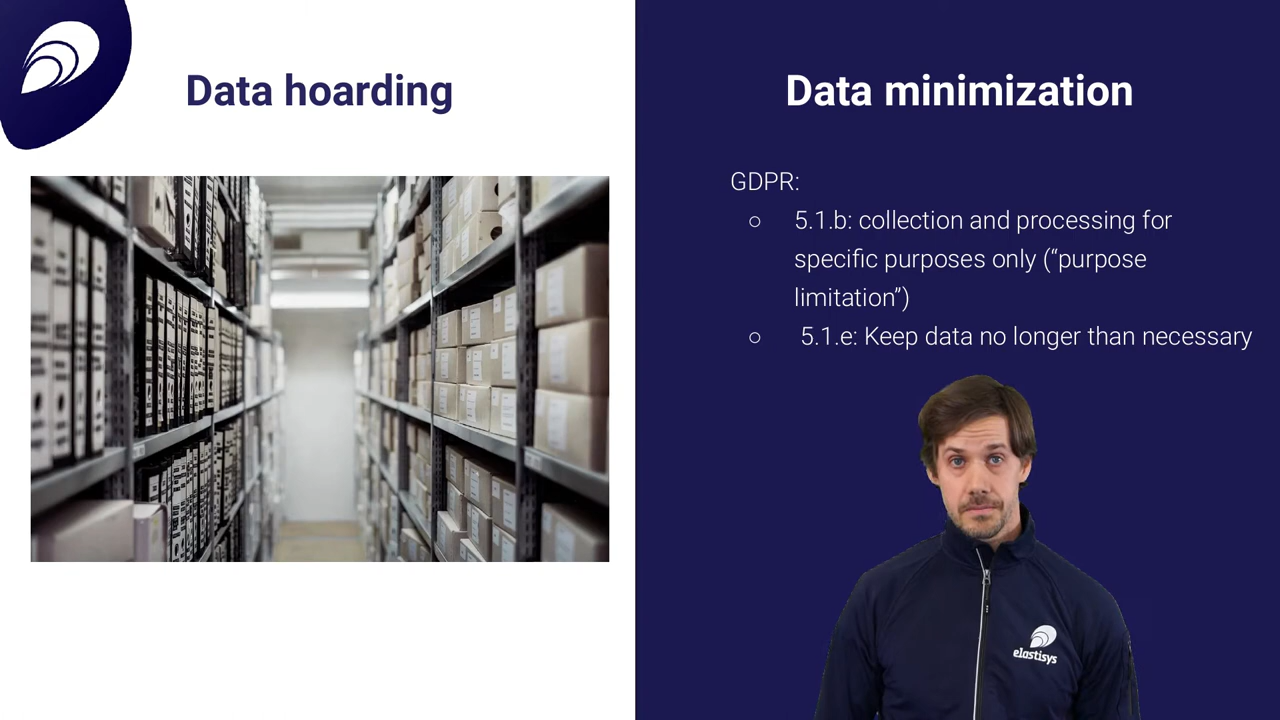 Data hoarding
Data minimization
GDPR:
○ 5.1.b: collection and processing for
specific purposes only (“purpose
limitation”)
○ 5.1.e: Keep data no longer than necessary
elastisys